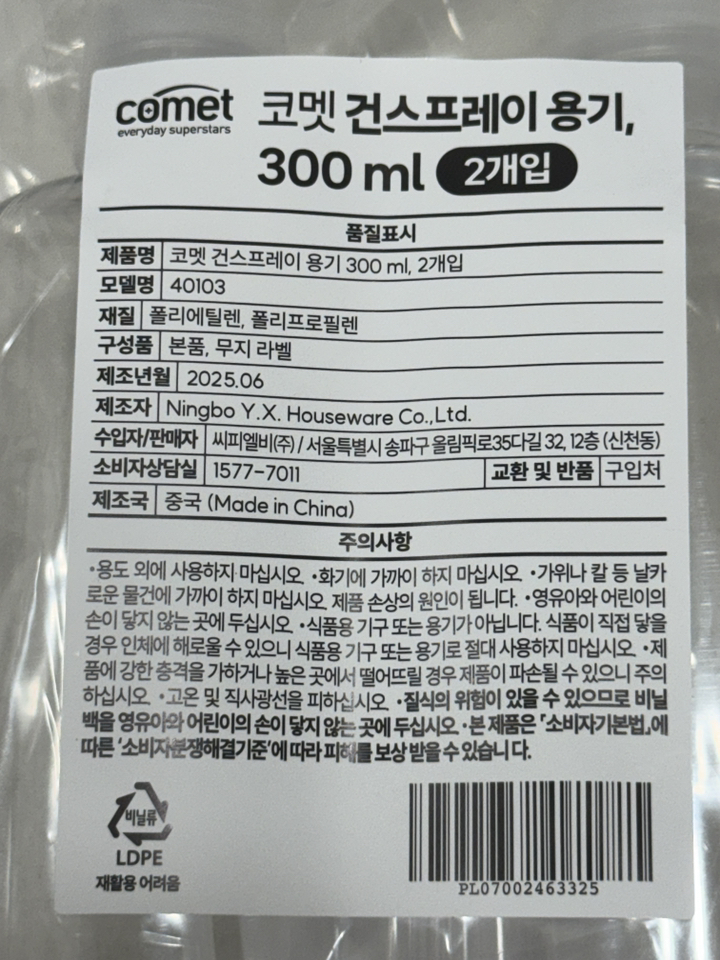 comet
everyday superstars
코멧 건스프레이 용기,
300 ml 2개입
품질표시
제품명 코멧 건스프레이 용기 300 ml, 2개입
모델명 40103
재질 폴리에틸렌, 폴리프로필렌
구성품 본품, 무지 라벨
제조년월 2025.06
제조자 Ningbo Y.X. Houseware Co.,Ltd.
수입자/판매자 씨피엘비(주) / 서울특별시 송파구 올림픽로35다길 32, 12층 (신천동)
소비자상담실 1577-7011 교환 및 반품 구입처
제조국 중국 (Made in China)
주의사항
•용도 외에 사용하지 마십시오. •화기에 가까이 하지 마십시오. •가위나 칼 등 날카
로운 물건에 가까이 하지 마십시오. 제품 손상의 원인이 됩니다. •영유아와 어린이의
손이 닿지 않는 곳에 두십시오. •식품용 기구 또는 용기가 아닙니다. 식품이 직접 닿을
경우 인체에 해로울 수 있으니 식품용 기구 또는 용기로 절대 사용하지 마십시오. •제
품에 강한 충격을 가하거나 높은 곳에서 떨어뜨릴 경우 제품이 파손될 수 있으니 주의
하십시오. •고온 및 직사광선을 피하십시오. •질식의 위험이 있을 수 있으므로 비닐
백을 영유아와 어린이의 손이 닿지 않는 곳에 두십시오. •본 제품은 「소비자기본법」에
따른 '소비자분쟁해결기준'에 따라 피해를 보상 받을 수 있습니다.
비닐류
LDPE
재활용 어려움
PL07002463325